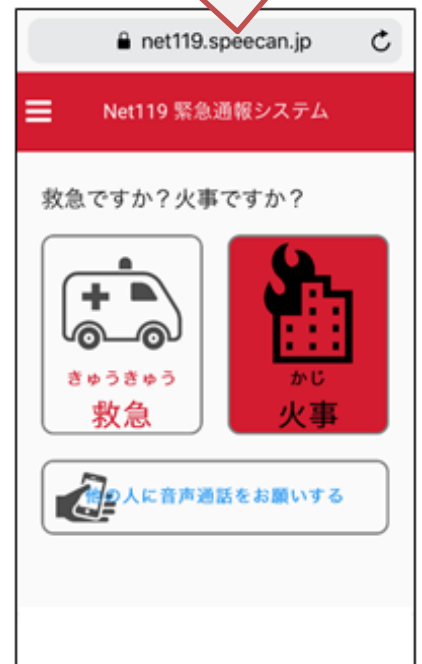 net119.speecan.jp
Net119 緊急通報システム
救急ですか？火事ですか？
きゅうきゅう
救急
かじ
火事
他の人に音声通話をお願いする